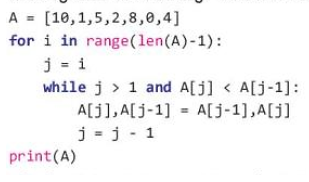 A = [10,1,5,2,8,0,4]
for i in range(len(A)-1):
    j = i
    while j > 1 and A[j] < A[j-1]:
        A[j],A[j-1] = A[j-1],A[j]
        j = j - 1
print(A)